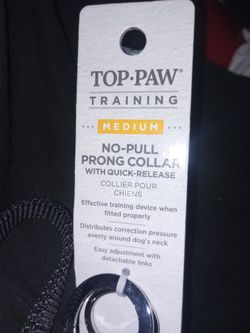 TOP·PAW®
TRAINING
MEDIUM
NO-PULL
PRONG COLLAR
WITH QUICK-RELEASE
COLLIER POUR
CHIENS
Effective training device when
fitted properly
Distributes correction pressure
evenly around dog's neck
Easy adjustment with
detachable links